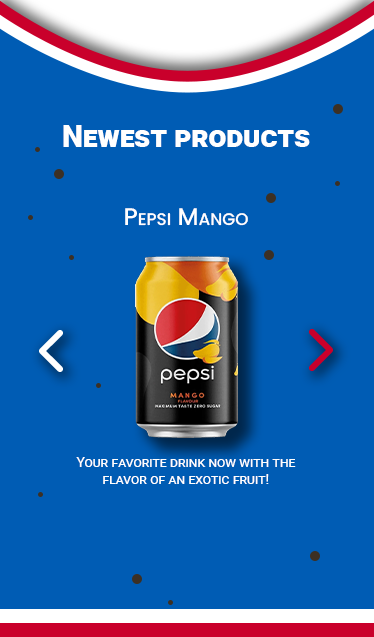 Newest products
Pepsi Mango
pepsi
MANGO
FLAVOUR
MAXIMUM TASTE ZERO SUGAR
Your favorite drink now with the
flavor of an exotic fruit!